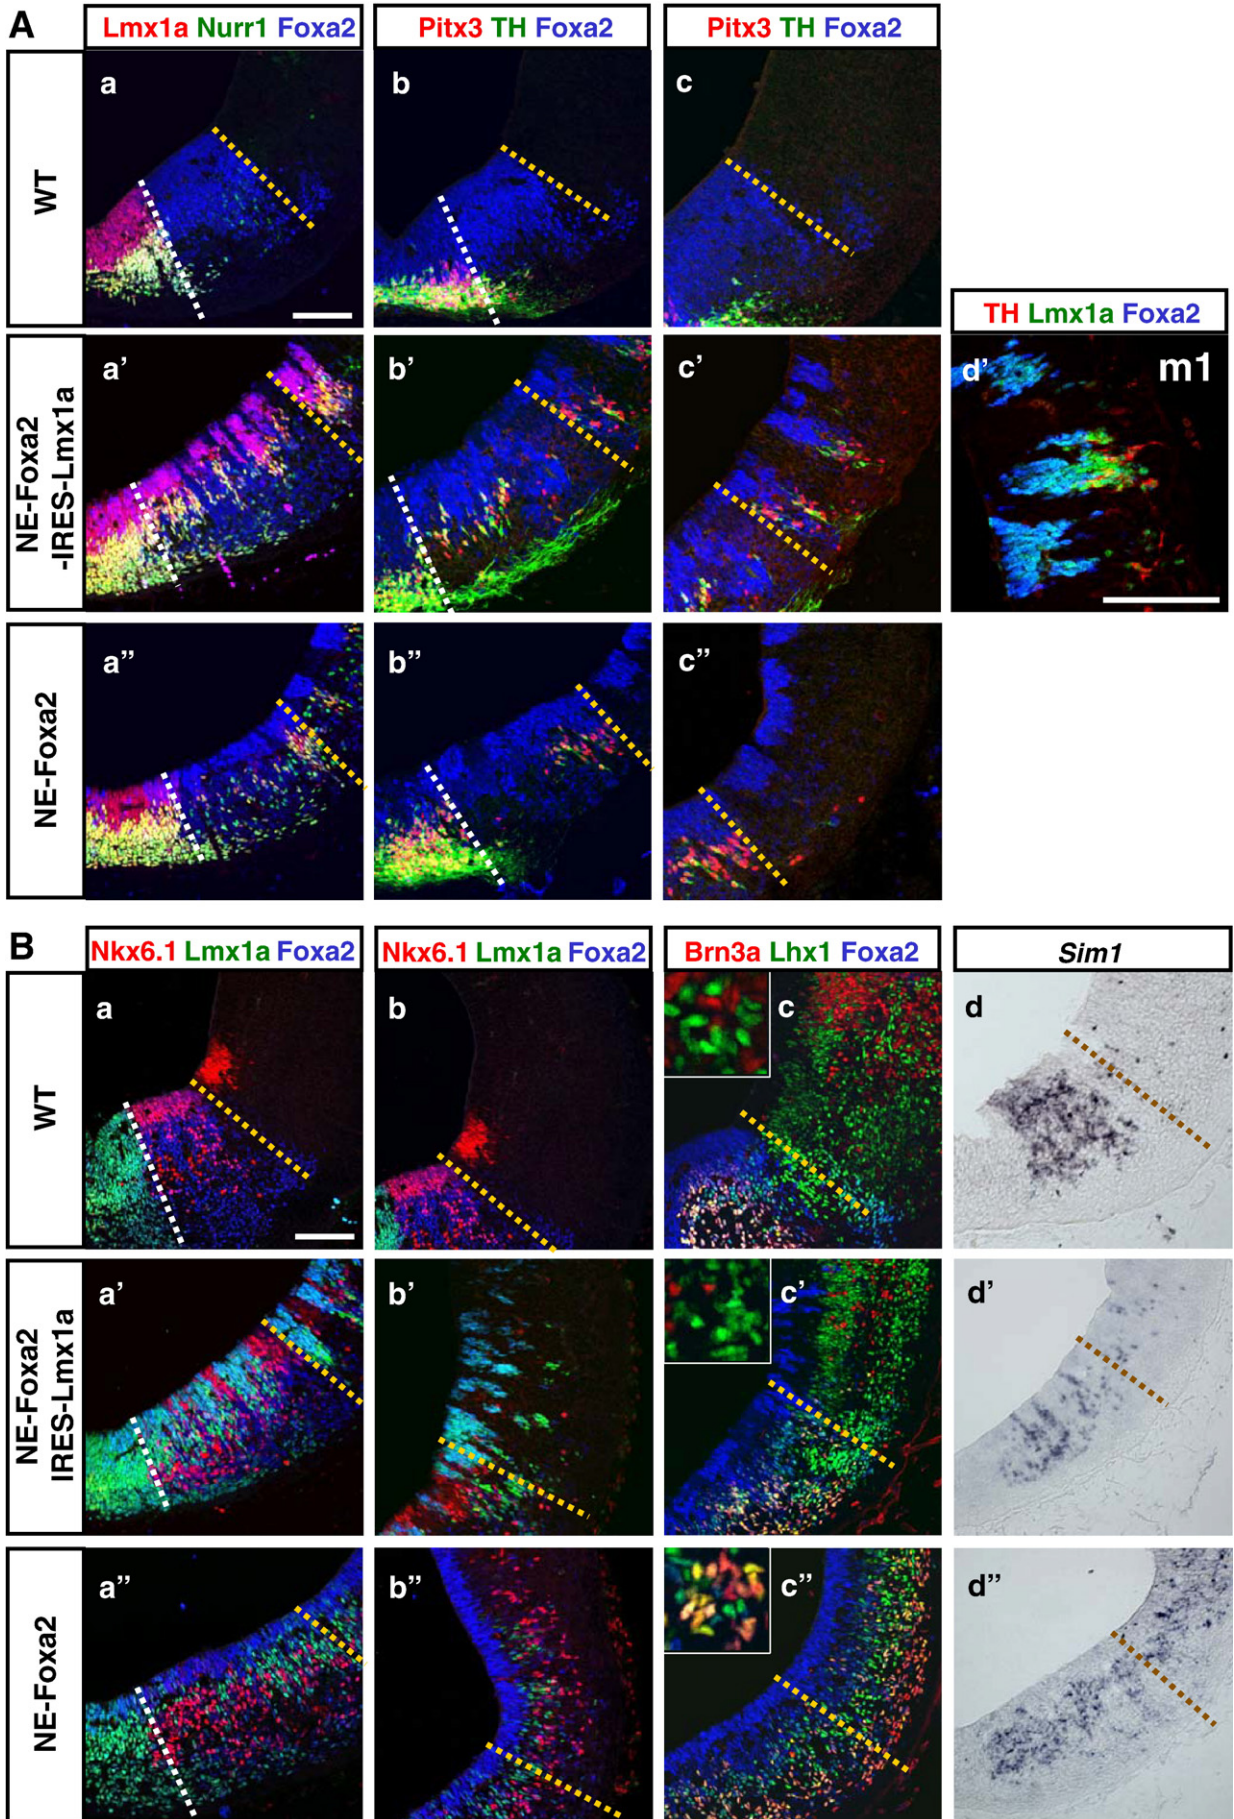 A
Lmx1a Nurr1 Foxa2
Pitx3 TH Foxa2
Pitx3 TH Foxa2
WT
a
b
c
NE-Foxa2
-IRES-Lmx1a
a'
b'
c'
TH Lmx1a Foxa2
d'
m1
NE-Foxa2
a”
b”
c”
B
Nkx6.1 Lmx1a Foxa2
Nkx6.1 Lmx1a Foxa2
Brn3a Lhx1 Foxa2
Sim1
WT
a
b
c
d
NE-Foxa2
IRES-Lmx1a
a’
b’
c’
d’
NE-Foxa2
a”
b”
c”
d”